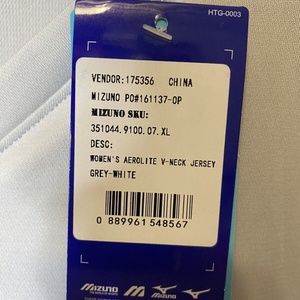 HTG-0003
VENDOR:175356 CHINA
MIZUNO PO#161137-OP
MIZUNO SKU:
351044.9100.07.XL
DESC:
WOMEN'S AEROLITE V-NECK JERSEY
GREY-WHITE
0 889961 548567
MIZUNO
MIZUNO